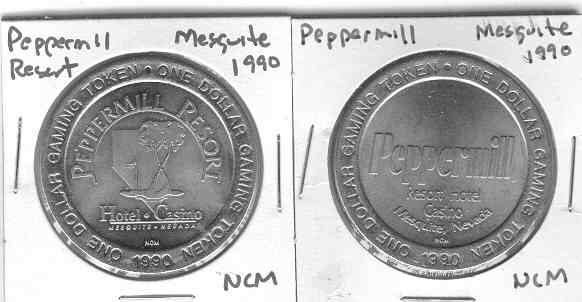 Peppermill Mesquite
Resort 1990
ONE DOLLAR GAMING TOKEN • ONE DOLLAR GAMING TOKEN
1990
PEPPERMILL RESORT
Hotel • Casino
MESQUITE • NEVADA
NCM
NCM
Peppermill Mesquite
1990
ONE DOLLAR GAMING TOKEN • ONE DOLLAR GAMING TOKEN
1990
Peppermill
Resort Hotel
Casino
Mesquite, Nevada
NCM
NCM